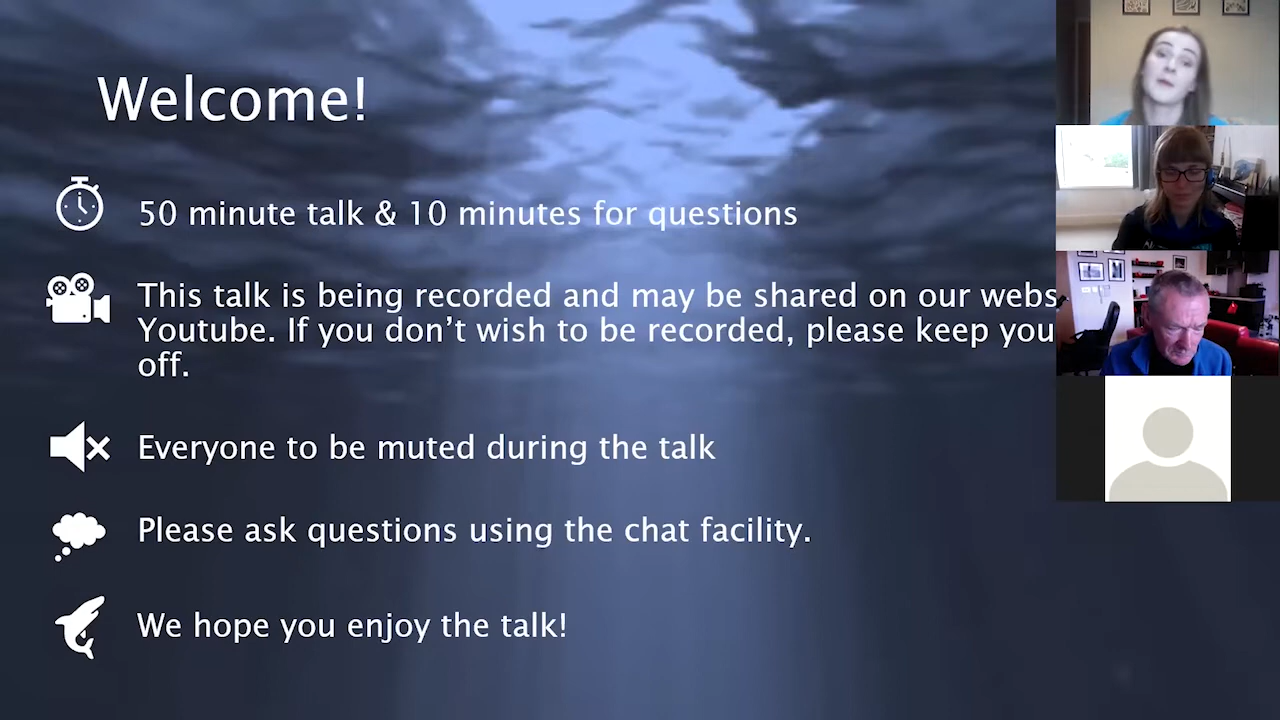 Welcome!
50 minute talk & 10 minutes for questions
This talk is being recorded and may be shared on our webs
Youtube. If you don’t wish to be recorded, please keep you
off.
Everyone to be muted during the talk
Please ask questions using the chat facility.
We hope you enjoy the talk!